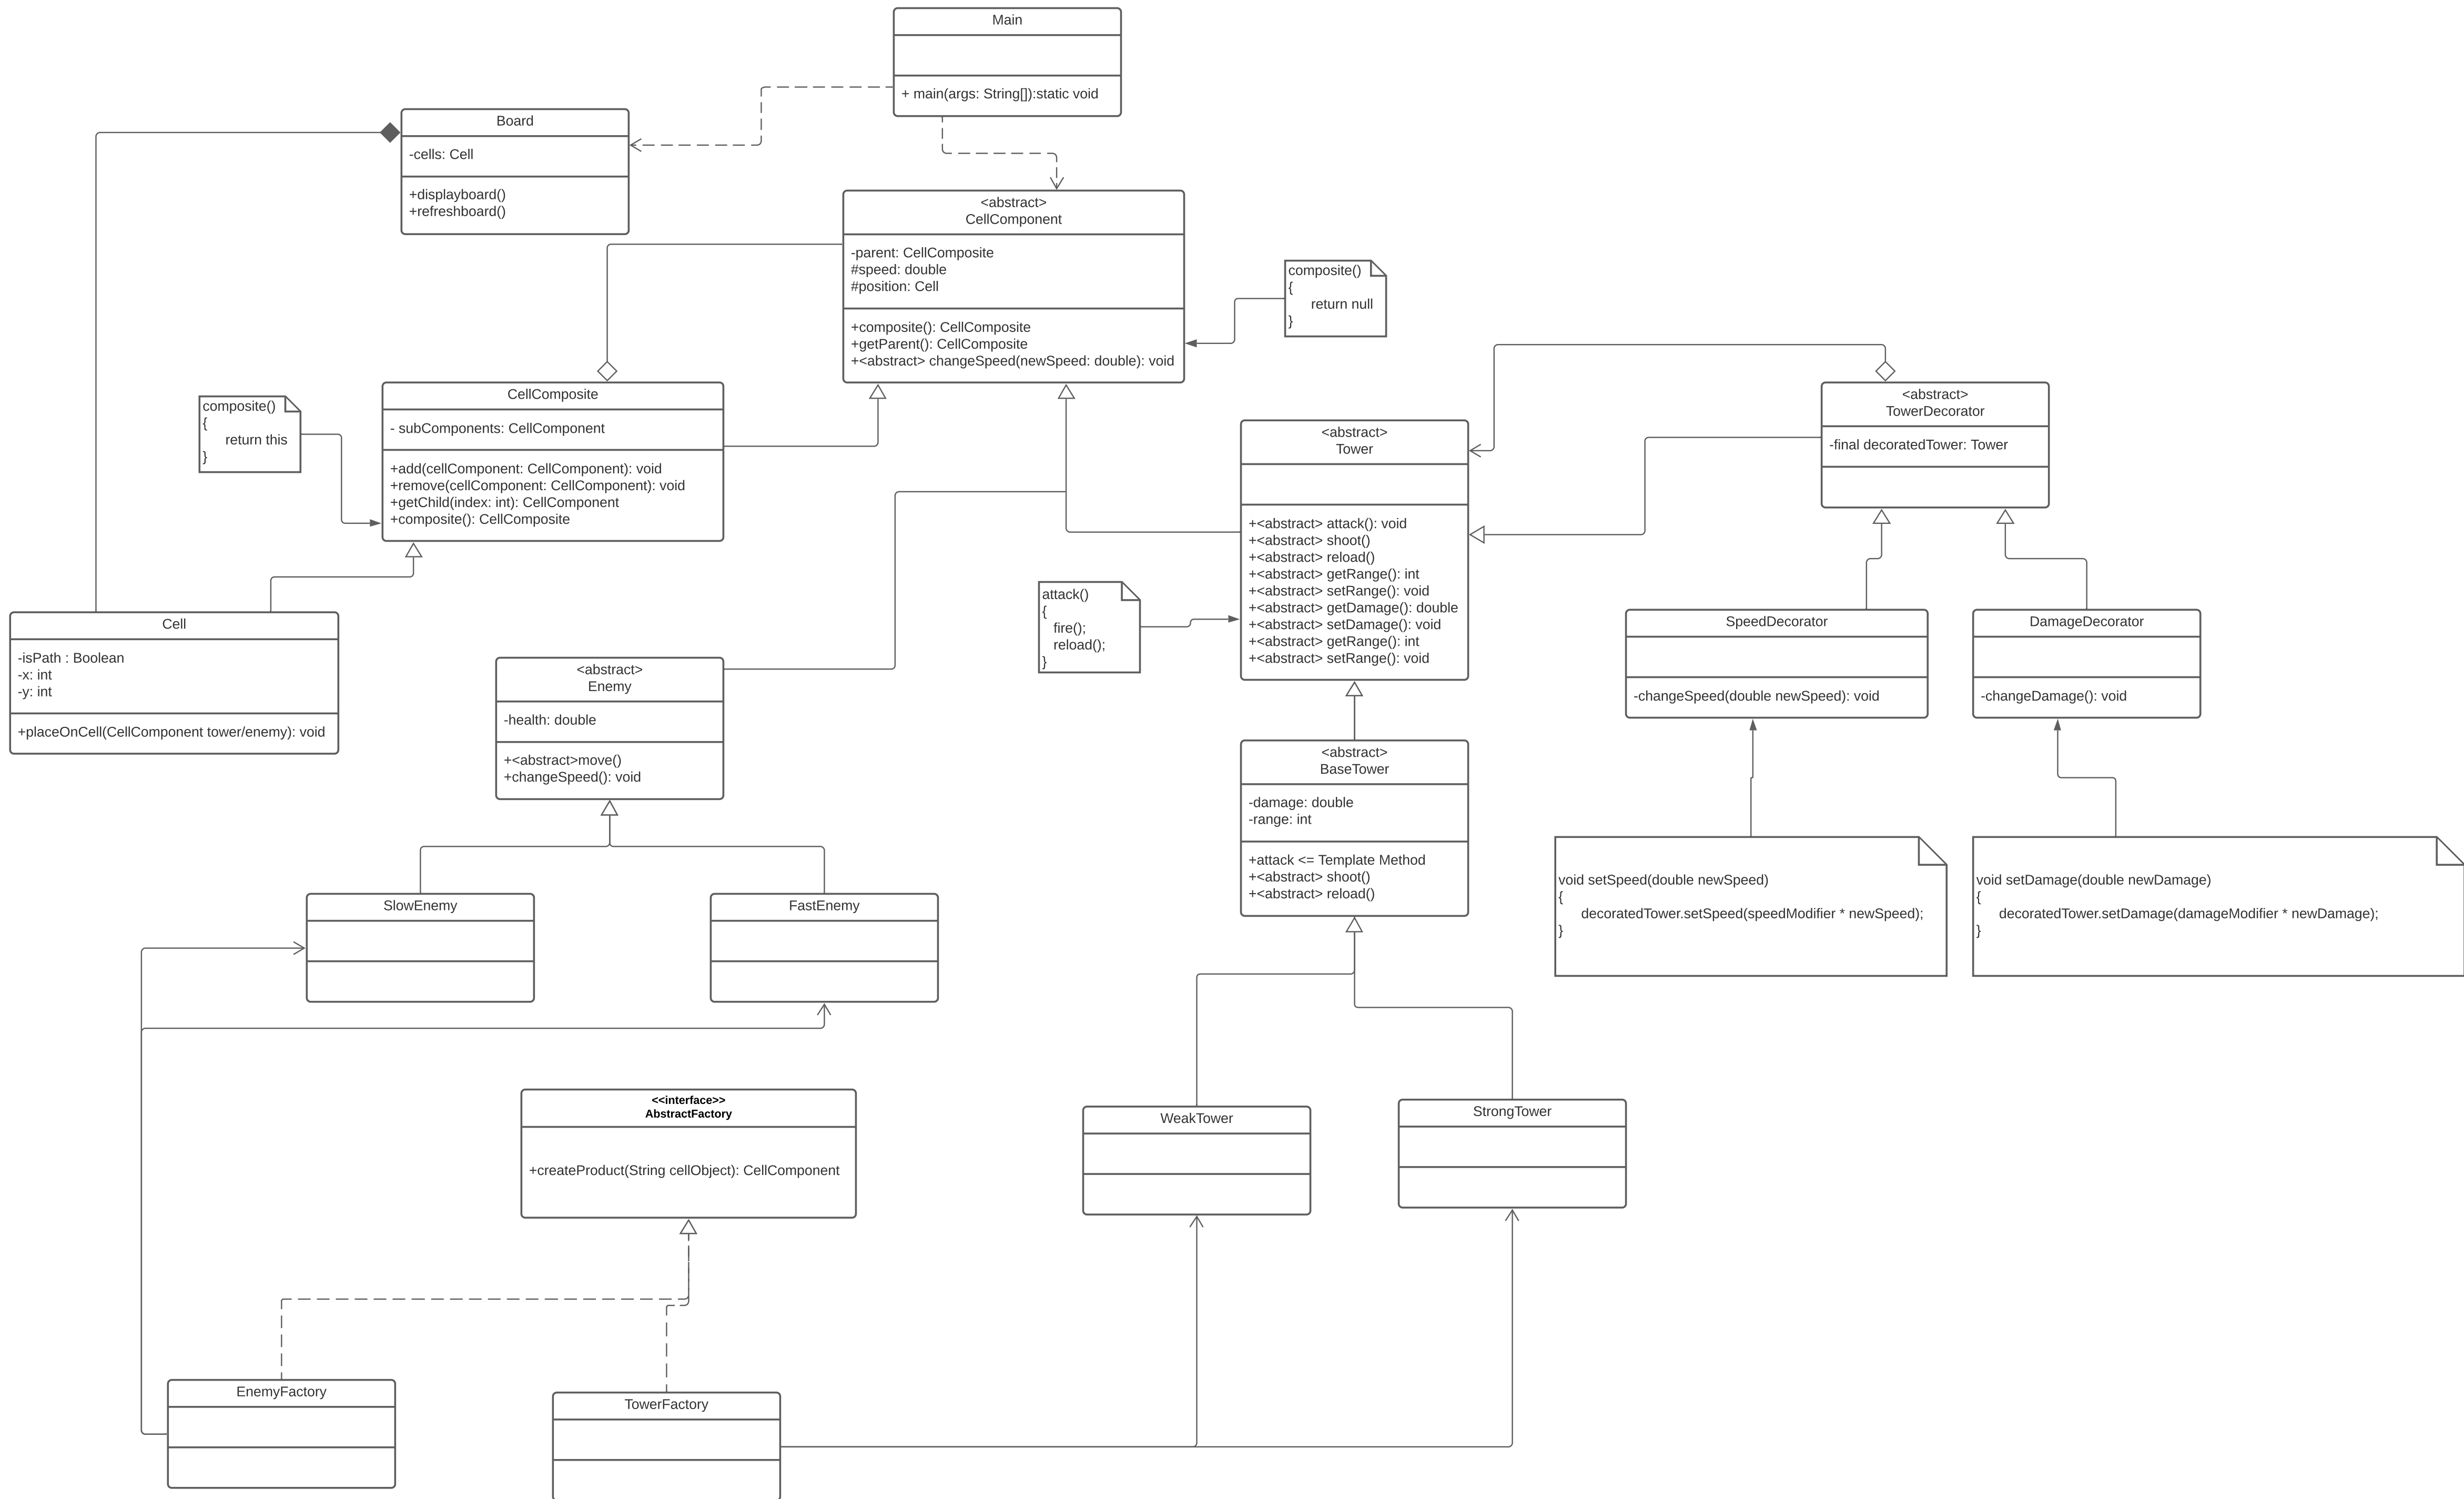 Main
+ main(args: String[]):static void
Board
-cells: Cell
+displayboard()
+refreshboard()
<abstract>
CellComponent
-parent: CellComposite
#speed: double
#position: Cell
+composite(): CellComposite
+getParent(): CellComposite
+<abstract> changeSpeed(newSpeed: double): void
composite()
{
return null
}
composite()
{
return this
}
CellComposite
- subComponents: CellComponent
+add(cellComponent: CellComponent): void
+remove(cellComponent: CellComponent): void
+getChild(index: int): CellComponent
+composite(): CellComposite
<abstract>
Tower
+<abstract> attack(): void
+<abstract> shoot()
+<abstract> reload()
+<abstract> getRange(): int
+<abstract> setRange(): void
+<abstract> getDamage(): double
+<abstract> setDamage(): void
+<abstract> getRange(): int
+<abstract> setRange(): void
<abstract>
TowerDecorator
-final decoratedTower: Tower
attack()
{
fire();
reload();
}
Cell
-isPath : Boolean
-x: int
-y: int
+placeOnCell(CellComponent tower/enemy): void
<abstract>
Enemy
-health: double
+<abstract>move()
+changeSpeed(): void
SpeedDecorator
-changeSpeed(double newSpeed): void
DamageDecorator
-changeDamage(): void
<abstract>
BaseTower
-damage: double
-range: int
+attack <= Template Method
+<abstract> shoot()
+<abstract> reload()
void setSpeed(double newSpeed)
{
decoratedTower.setSpeed(speedModifier * newSpeed);
}
void setDamage(double newDamage)
{
decoratedTower.setDamage(damageModifier * newDamage);
}
SlowEnemy
FastEnemy
<<interface>>
AbstractFactory
+createProduct(String cellObject): CellComponent
WeakTower
StrongTower
EnemyFactory
TowerFactory